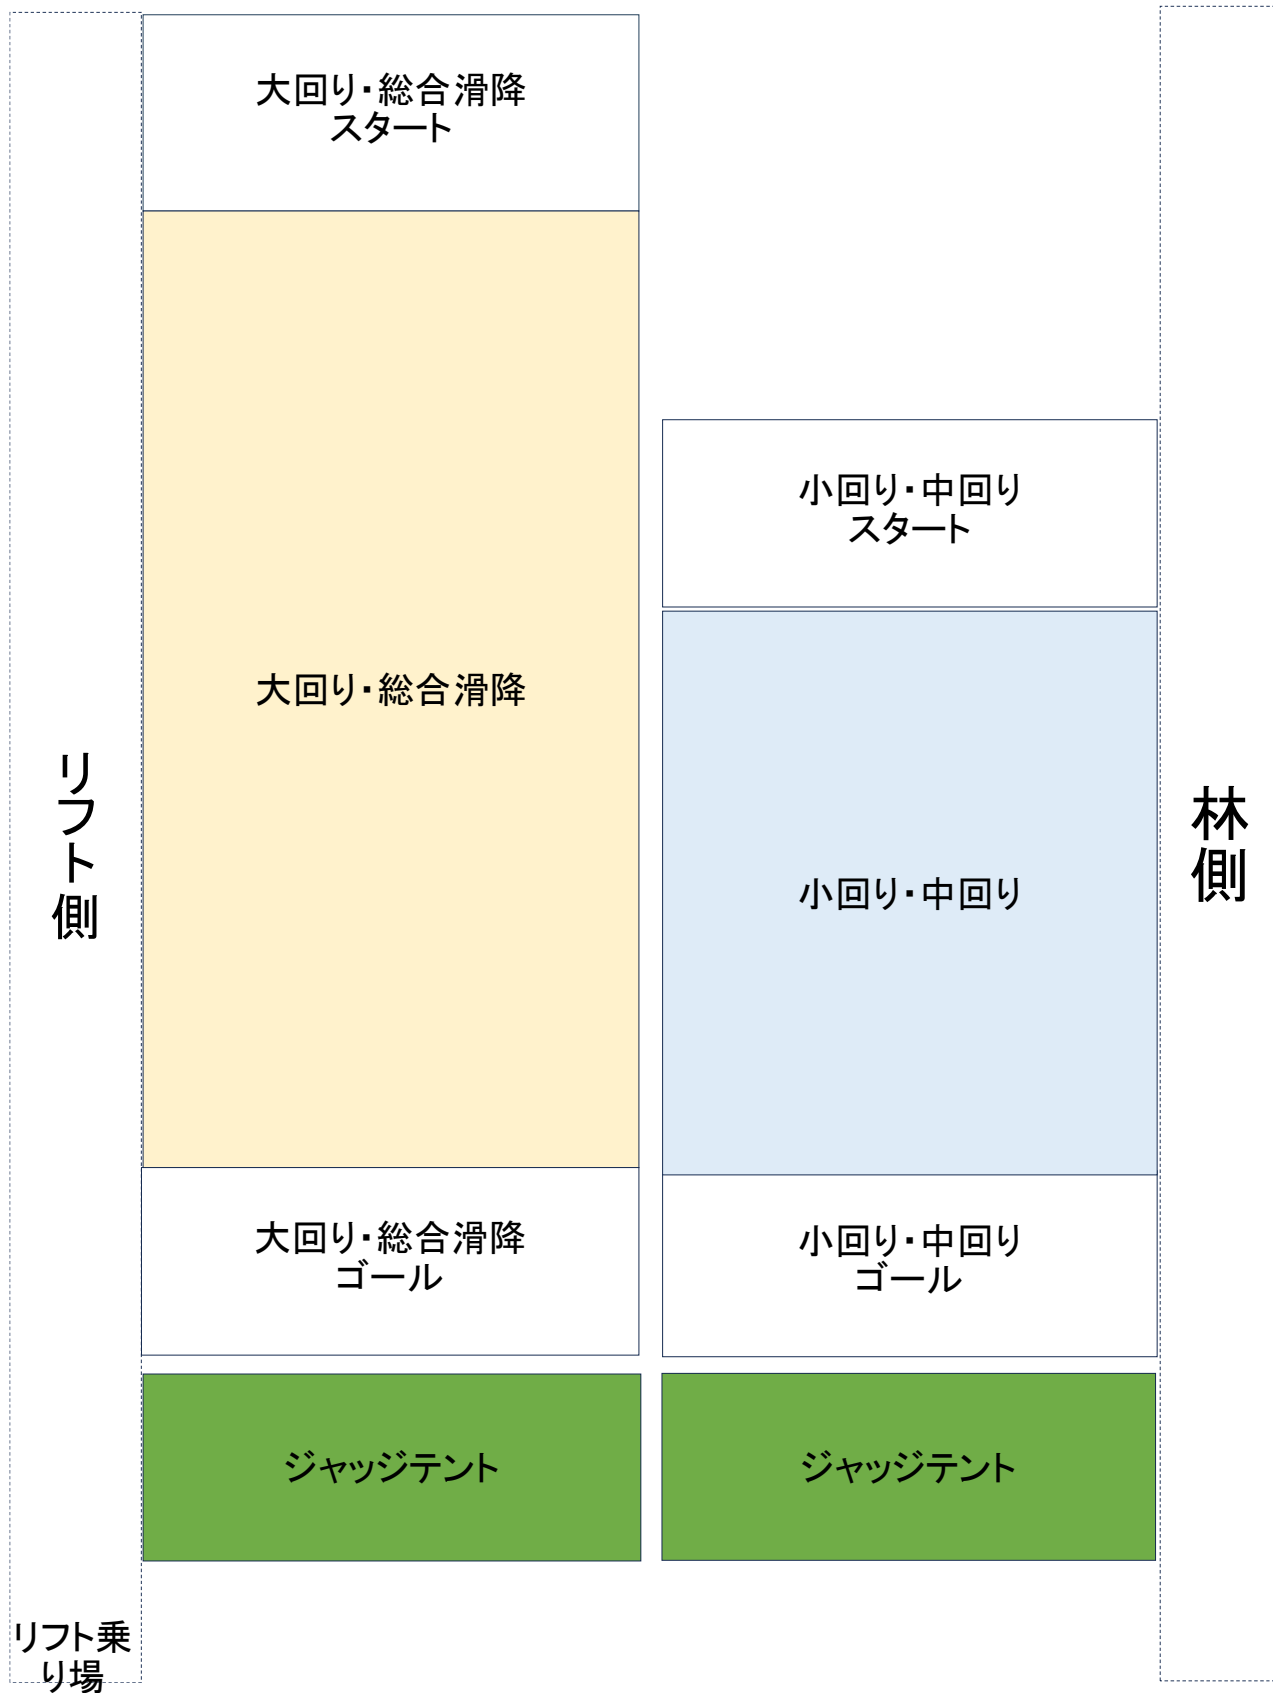 大回り・総合滑降
スタート
小回り・中回り
スタート
大回り・総合滑降
リフト側
林側
小回り・中回り
大回り・総合滑降
ゴール
小回り・中回り
ゴール
ジャッジテント
ジャッジテント
リフト乗
り場